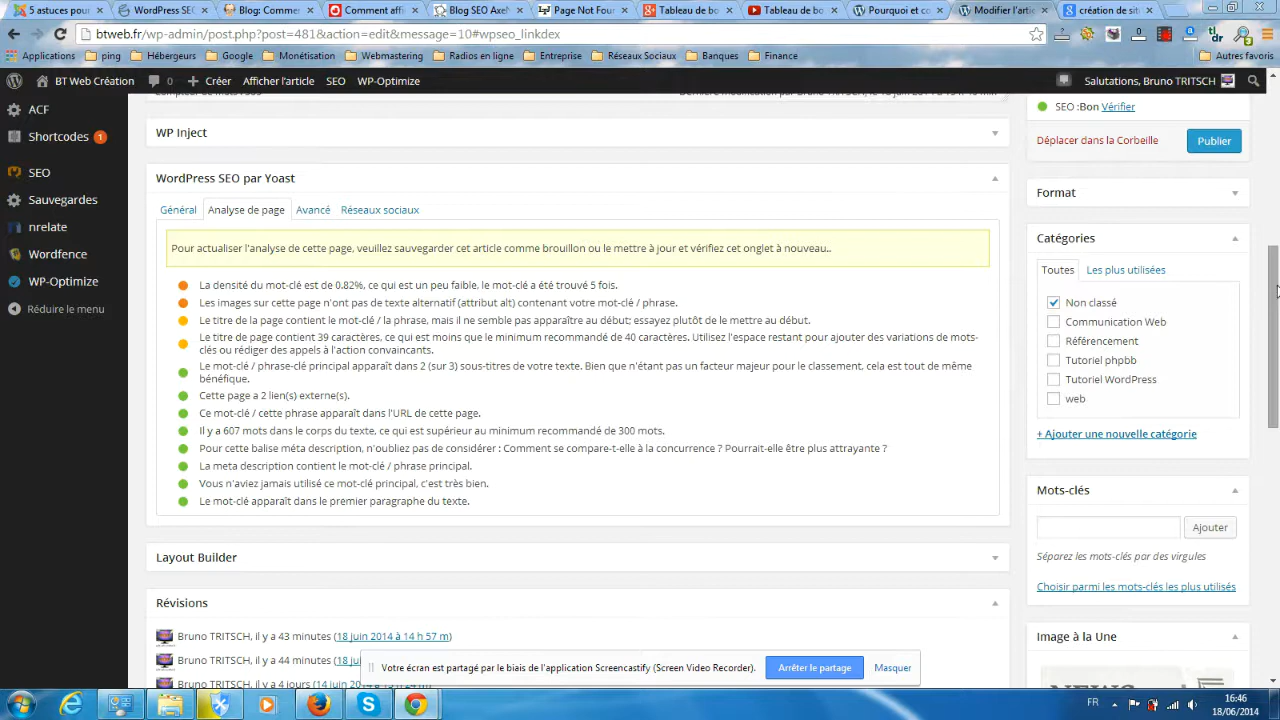 5 astuces pour
WordPress SEO
Blog: Comme
Comment affi
Blog SEO Axe
Page Not Foun
Tableau de bo
Tableau de bo
Pourquoi et co
Modifier l'artic
création de sit
btweb.fr/wp-admin/post.php?post=481&action=edit&message=10#wpseo_linkdex
Applications
ping
Hébergeurs
Google
Monétisation
Webmastering
Radios en ligne
Entreprise
Réseaux Sociaux
Banques
Finance
Autres favoris
BT Web Création
0
Créer
Afficher l'article
SEO
WP-Optimize
Salutations, Bruno TRITSCH
ACF
Shortcodes 1
SEO
Sauvegardes
nrelate
Wordfence
WP-Optimize
Réduire le menu
WP Inject
WordPress SEO par Yoast
Général
Analyse de page
Avancé
Réseaux sociaux
Pour actualiser l'analyse de cette page, veuillez sauvegarder cet article comme brouillon ou le mettre à jour et vérifiez cet onglet à nouveau..
La densité du mot-clé est de 0.82%, ce qui est un peu faible, le mot-clé a été trouvé 5 fois.
Les images sur cette page n'ont pas de texte alternatif (attribut alt) contenant votre mot-clé / phrase.
Le titre de la page contient le mot-clé / la phrase, mais il ne semble pas apparaître au début; essayez plutôt de le mettre au début.
Le titre de page contient 39 caractères, ce qui est moins que le minimum recommandé de 40 caractères. Utilisez l'espace restant pour ajouter des variations de mots-
clés ou rédiger des appels à l'action convaincants.
Le mot-clé / phrase-clé principal apparaît dans 2 (sur 3) sous-titres de votre texte. Bien que n'étant pas un facteur majeur pour le classement, cela est tout de même
bénéfique.
Cette page a 2 lien(s) externe(s).
Ce mot-clé / cette phrase apparaît dans l'URL de cette page.
Il y a 607 mots dans le corps du texte, ce qui est supérieur au minimum recommandé de 300 mots.
Pour cette balise méta description, n'oubliez pas de considérer : Comment se compare-t-elle à la concurrence ? Pourrait-elle être plus attrayante ?
La meta description contient le mot-clé / phrase principal.
Vous n'aviez jamais utilisé ce mot-clé principal, c'est très bien.
Le mot-clé apparaît dans le premier paragraphe du texte.
Layout Builder
Révisions
Bruno TRITSCH, il y a 43 minutes (18 juin 2014 à 14 h 57 m)
Bruno TRITSCH, il y a 44 minutes (18 jui
Bruno TRITSCH, il y a 4 jours (14 juin 2014
SEO :Bon Vérifier
Déplacer dans la Corbeille
Publier
Format
Catégories
Toutes
Les plus utilisées
Non classé
Communication Web
Référencement
Tutoriel phpbb
Tutoriel WordPress
web
+ Ajouter une nouvelle catégorie
Mots-clés
Ajouter
Séparez les mots-clés par des virgules
Choisir parmi les mots-clés les plus utilisés
Image à la Une
NEWS
Votre écran est partagé par le biais de l'application Screencastify (Screen Video Recorder).
Arrêter le partage
Masquer
FR
16:46
18/06/2014